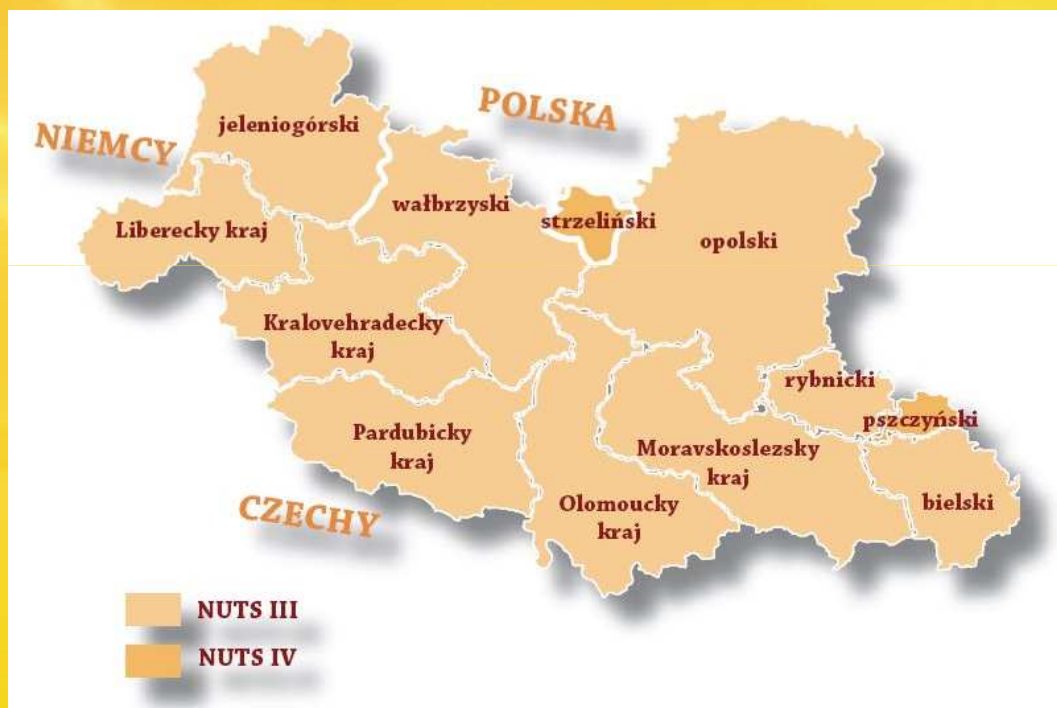 POLSKA
NIEMCY
jeleniogórski
wałbrzyski
strzeliński
Liberecky kraj
opolski
Kralovehradecky
kraj
rybnicki
pszczyński
Pardubicky
kraj
Moravskoslezsky
kraj
bielski
Olomoucky
kraj
CZECHY
NUTS III
NUTS IV